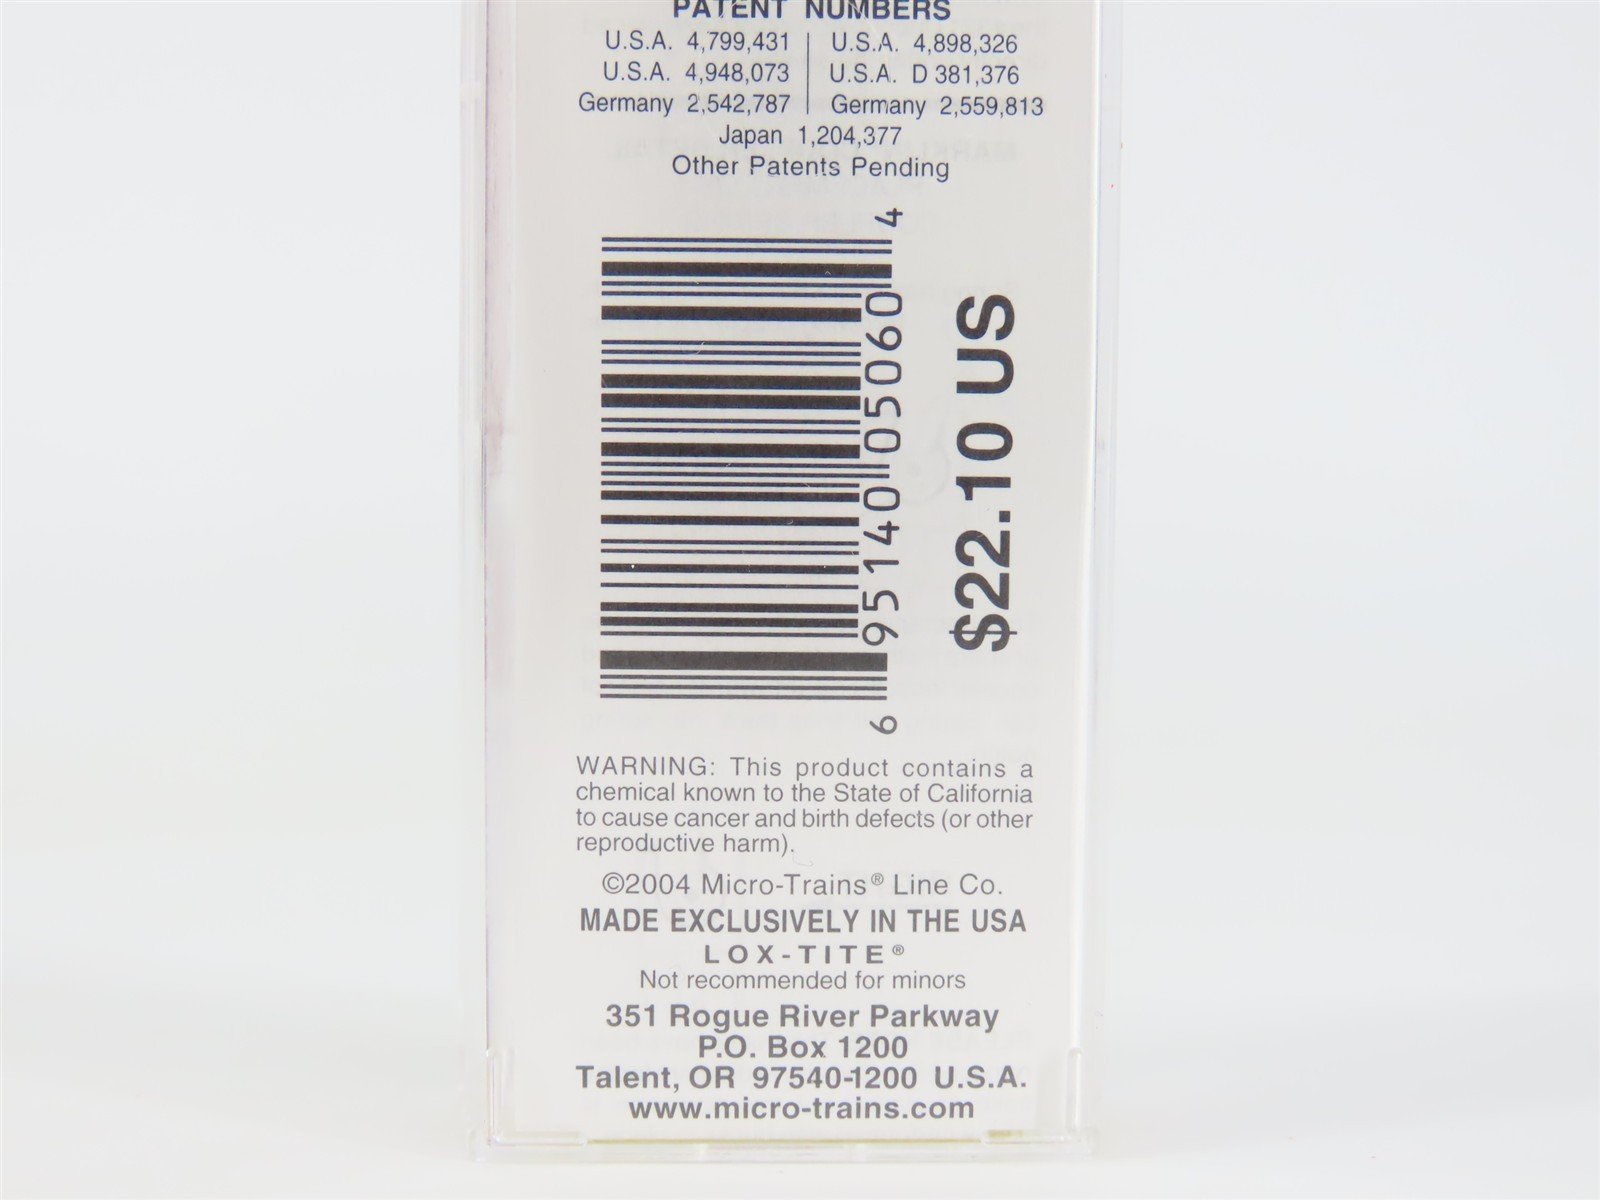 PATENT NUMBERS
U.S.A. 4,799,431 | U.S.A. 4,898,326
U.S.A. 4,948,073 | U.S.A. D 381,376
Germany 2,542,787 | Germany 2,559,813
Japan 1,204,377
Other Patents Pending
6 95140 05060 4
$22.10 US
WARNING: This product contains a
chemical known to the State of California
to cause cancer and birth defects (or other
reproductive harm).
©2004 Micro-Trains® Line Co.
MADE EXCLUSIVELY IN THE USA
LOX-TITE®
Not recommended for minors
351 Rogue River Parkway
P.O. Box 1200
Talent, OR 97540-1200 U.S.A.
www.micro-trains.com